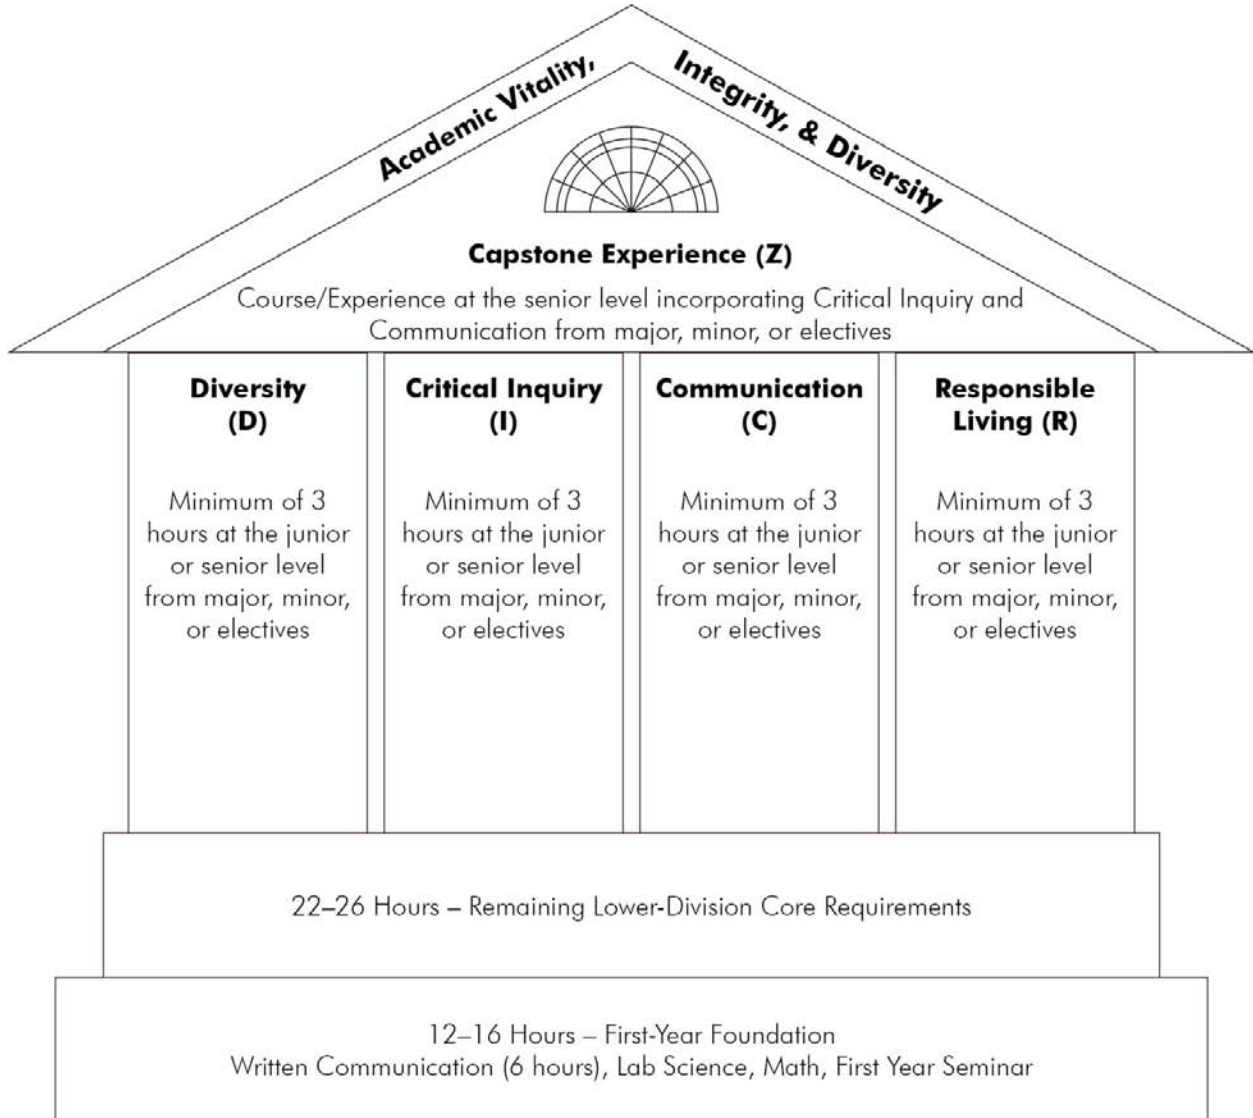 Academic Vitality,
Integrity, & Diversity
Capstone Experience (Z)
Course/Experience at the senior level incorporating Critical Inquiry and
Communication from major, minor, or electives
Diversity
(D)
Minimum of 3
hours at the junior
or senior level
from major, minor,
or electives
Critical Inquiry
(I)
Minimum of 3
hours at the junior
or senior level
from major, minor,
or electives
Communication
(C)
Minimum of 3
hours at the junior
or senior level
from major, minor,
or electives
Responsible
Living (R)
Minimum of 3
hours at the junior
or senior level
from major, minor,
or electives
22–26 Hours – Remaining Lower-Division Core Requirements
12–16 Hours – First-Year Foundation
Written Communication (6 hours), Lab Science, Math, First Year Seminar